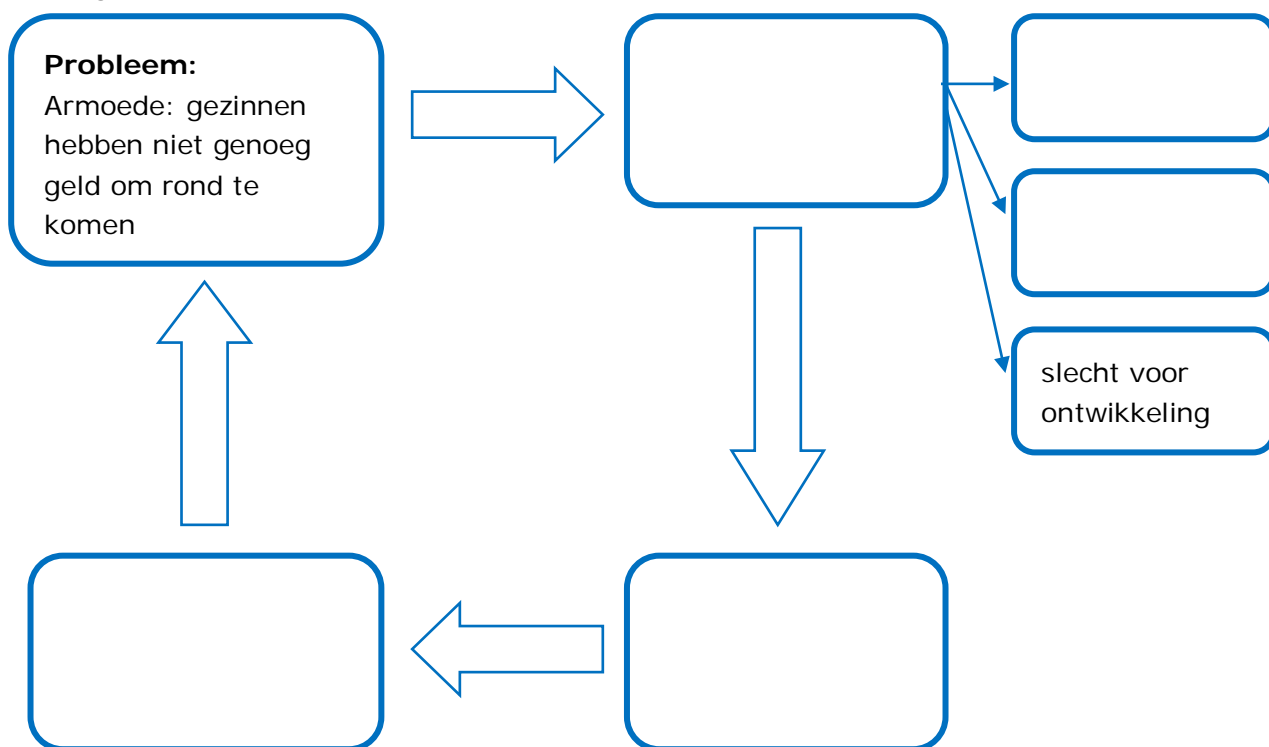 Probleem:
Armoede: gezinnen
hebben niet genoeg
geld om rond te
komen
slecht voor
ontwikkeling